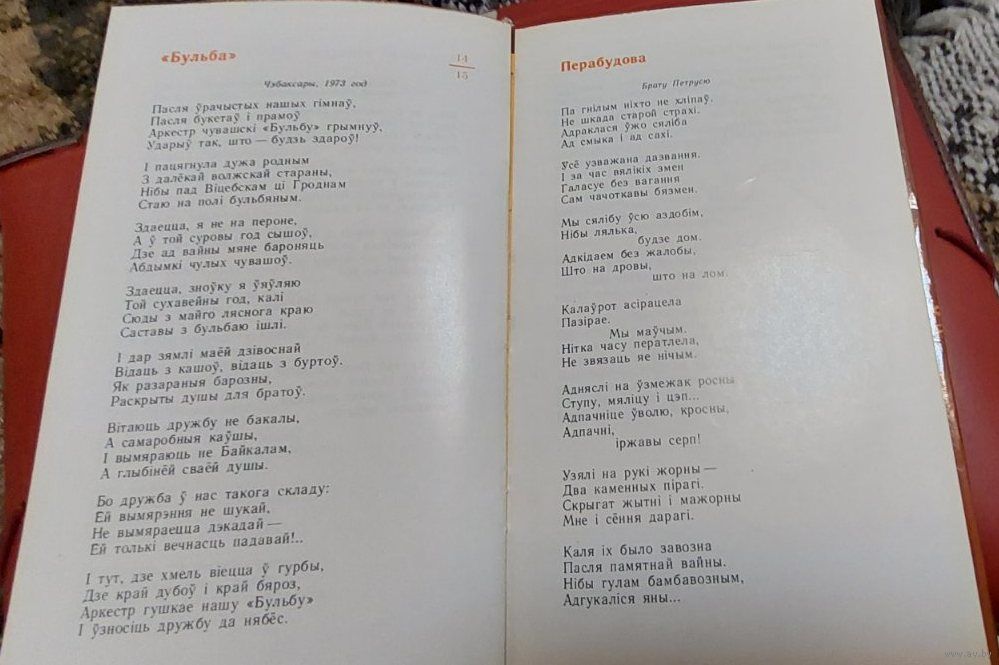 «Бульба»
14
15
Чэбаксары, 1973 год
Пасля ўрачыстых нашых гімнаў,
Пасля букетаў і прамоў
Аркестр чувашскі «Бульбу» грымнуў,
Ударыў так, што — будзь здароў!
І пацягнула дужа родным
З далёкай волжскай стараны,
Нібы пад Віцебскам ці Гроднам
Стаю на полі бульбяным.
Здаецца, я не на пероне,
А ў той суровы год сышоў,
Дзе ад вайны мяне бароняць
Абдымкі чулых чувашоў.
Здаецца, зноўку я ўяўляю
Той сухавейны год, калі
Сюды з майго ляснога краю
Саставы з бульбаю ішлі.
І дар зямлі маёй дзівоснай
Відаць з кашоў, відаць з буртоў.
Як разараныя барозны,
Раскрыты душы для братоў.
Вітаюць дружбу не бакалы,
А самаробныя каўшы,
І вымяраюць не Байкалам,
А глыбінёй сваёй душы.
Бо дружба ў нас такога складу:
Ёй вымярэння не шукай,
Не вымяраецца дэкадай —
Ёй толькі вечнасць падавай!..
І тут, дзе хмель віецца ў гурбы,
Дзе край дубоў і край бяроз,
Аркестр гушкае нашу «Бульбу»
І ўзносіць дружбу да нябёс.
Перабудова
Брату Петрусю
Па гнілым ніхто не хліпаў,
Не шкада старой страхі.
Адраклася ўжо сяліба
Ад смыка і ад сахі.
Усё узважана дазвання.
І за час вялікіх змен
Галасуе без вагання
Сам чачоткавы бязмен.
Мы сялібу ўсю аздобім,
Нібы лялька,
будзе дом.
Адкідаем без жалобы,
Што на дровы,
што на лом.
Калаўрот асірацела
Пазірае.
Мы маўчым.
Нітка часу ператлела,
Не звязаць яе нічым.
Адняслі на ўзмежак росны
Ступу, мяліцу і цэп...
Адпачніце ўволю, кросны,
Адпачні,
іржавы серп!
Узялі на рукі жорны —
Два каменных пірагі.
Скрыгат жытні і мажорны
Мне і сёння дарагі.
Каля іх было завозна
Пасля памятнай вайны.
Нібы гулам бамбавозным,
Адгукаліся яны...
www.av.by